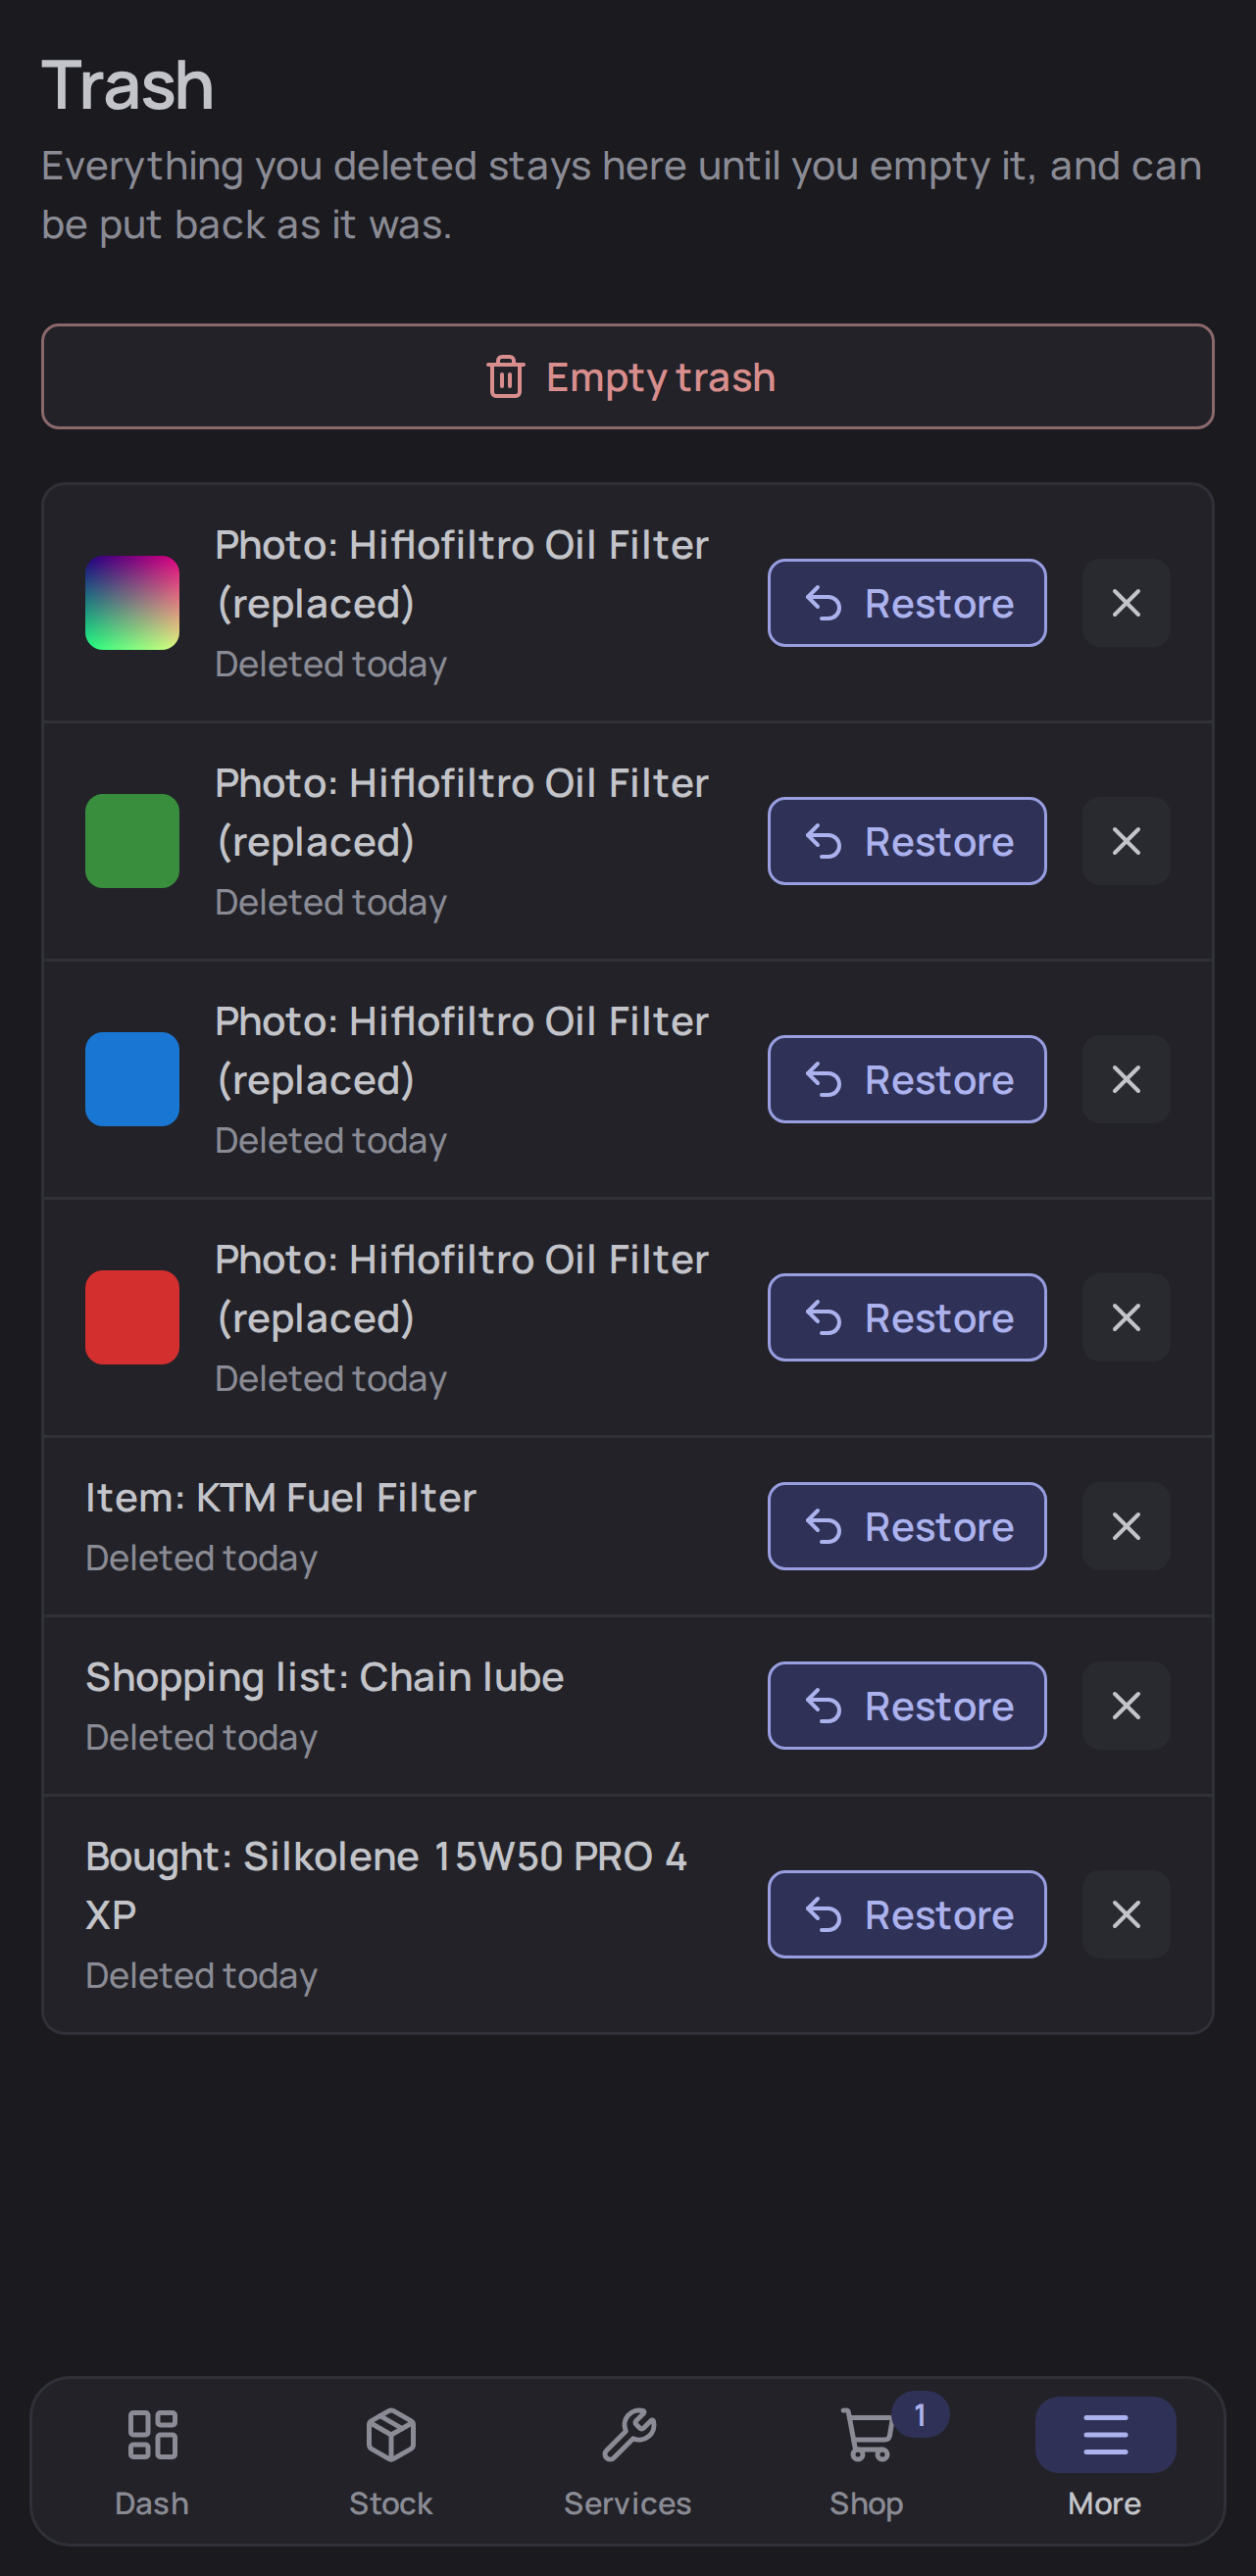 Trash
Everything you deleted stays here until you empty it, and can
be put back as it was.
Empty trash
Photo: Hiflofiltro Oil Filter
(replaced)
Deleted today
Restore
Photo: Hiflofiltro Oil Filter
(replaced)
Deleted today
Restore
Photo: Hiflofiltro Oil Filter
(replaced)
Deleted today
Restore
Photo: Hiflofiltro Oil Filter
(replaced)
Deleted today
Restore
Item: KTM Fuel Filter
Deleted today
Restore
Shopping list: Chain lube
Deleted today
Restore
Bought: Silkolene 15W50 PRO 4
XP
Deleted today
Restore
1
Dash
Stock
Services
Shop
More